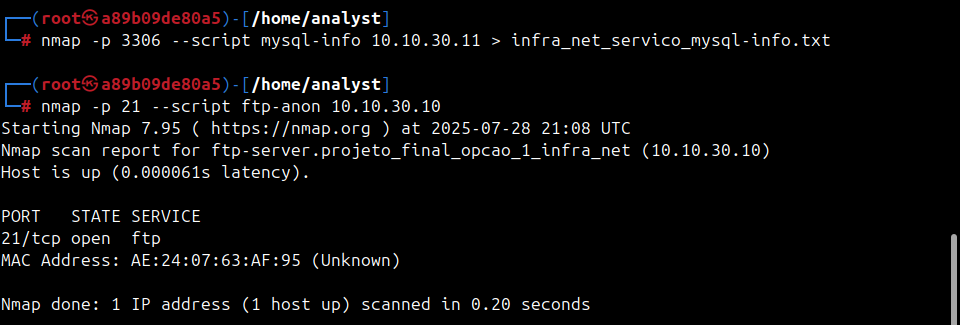 ┌──(root㉿a89b09de80a5)-[/home/analyst]
└─# nmap -p 3306 --script mysql-info 10.10.30.11 > infra_net_servico_mysql-info.txt
┌──(root㉿a89b09de80a5)-[/home/analyst]
└─# nmap -p 21 --script ftp-anon 10.10.30.10
Starting Nmap 7.95 ( https://nmap.org ) at 2025-07-28 21:08 UTC
Nmap scan report for ftp-server.projeto_final_opcao_1_infra_net (10.10.30.10)
Host is up (0.000061s latency).
PORT   STATE SERVICE
21/tcp open  ftp
MAC Address: AE:24:07:63:AF:95 (Unknown)
Nmap done: 1 IP address (1 host up) scanned in 0.20 seconds